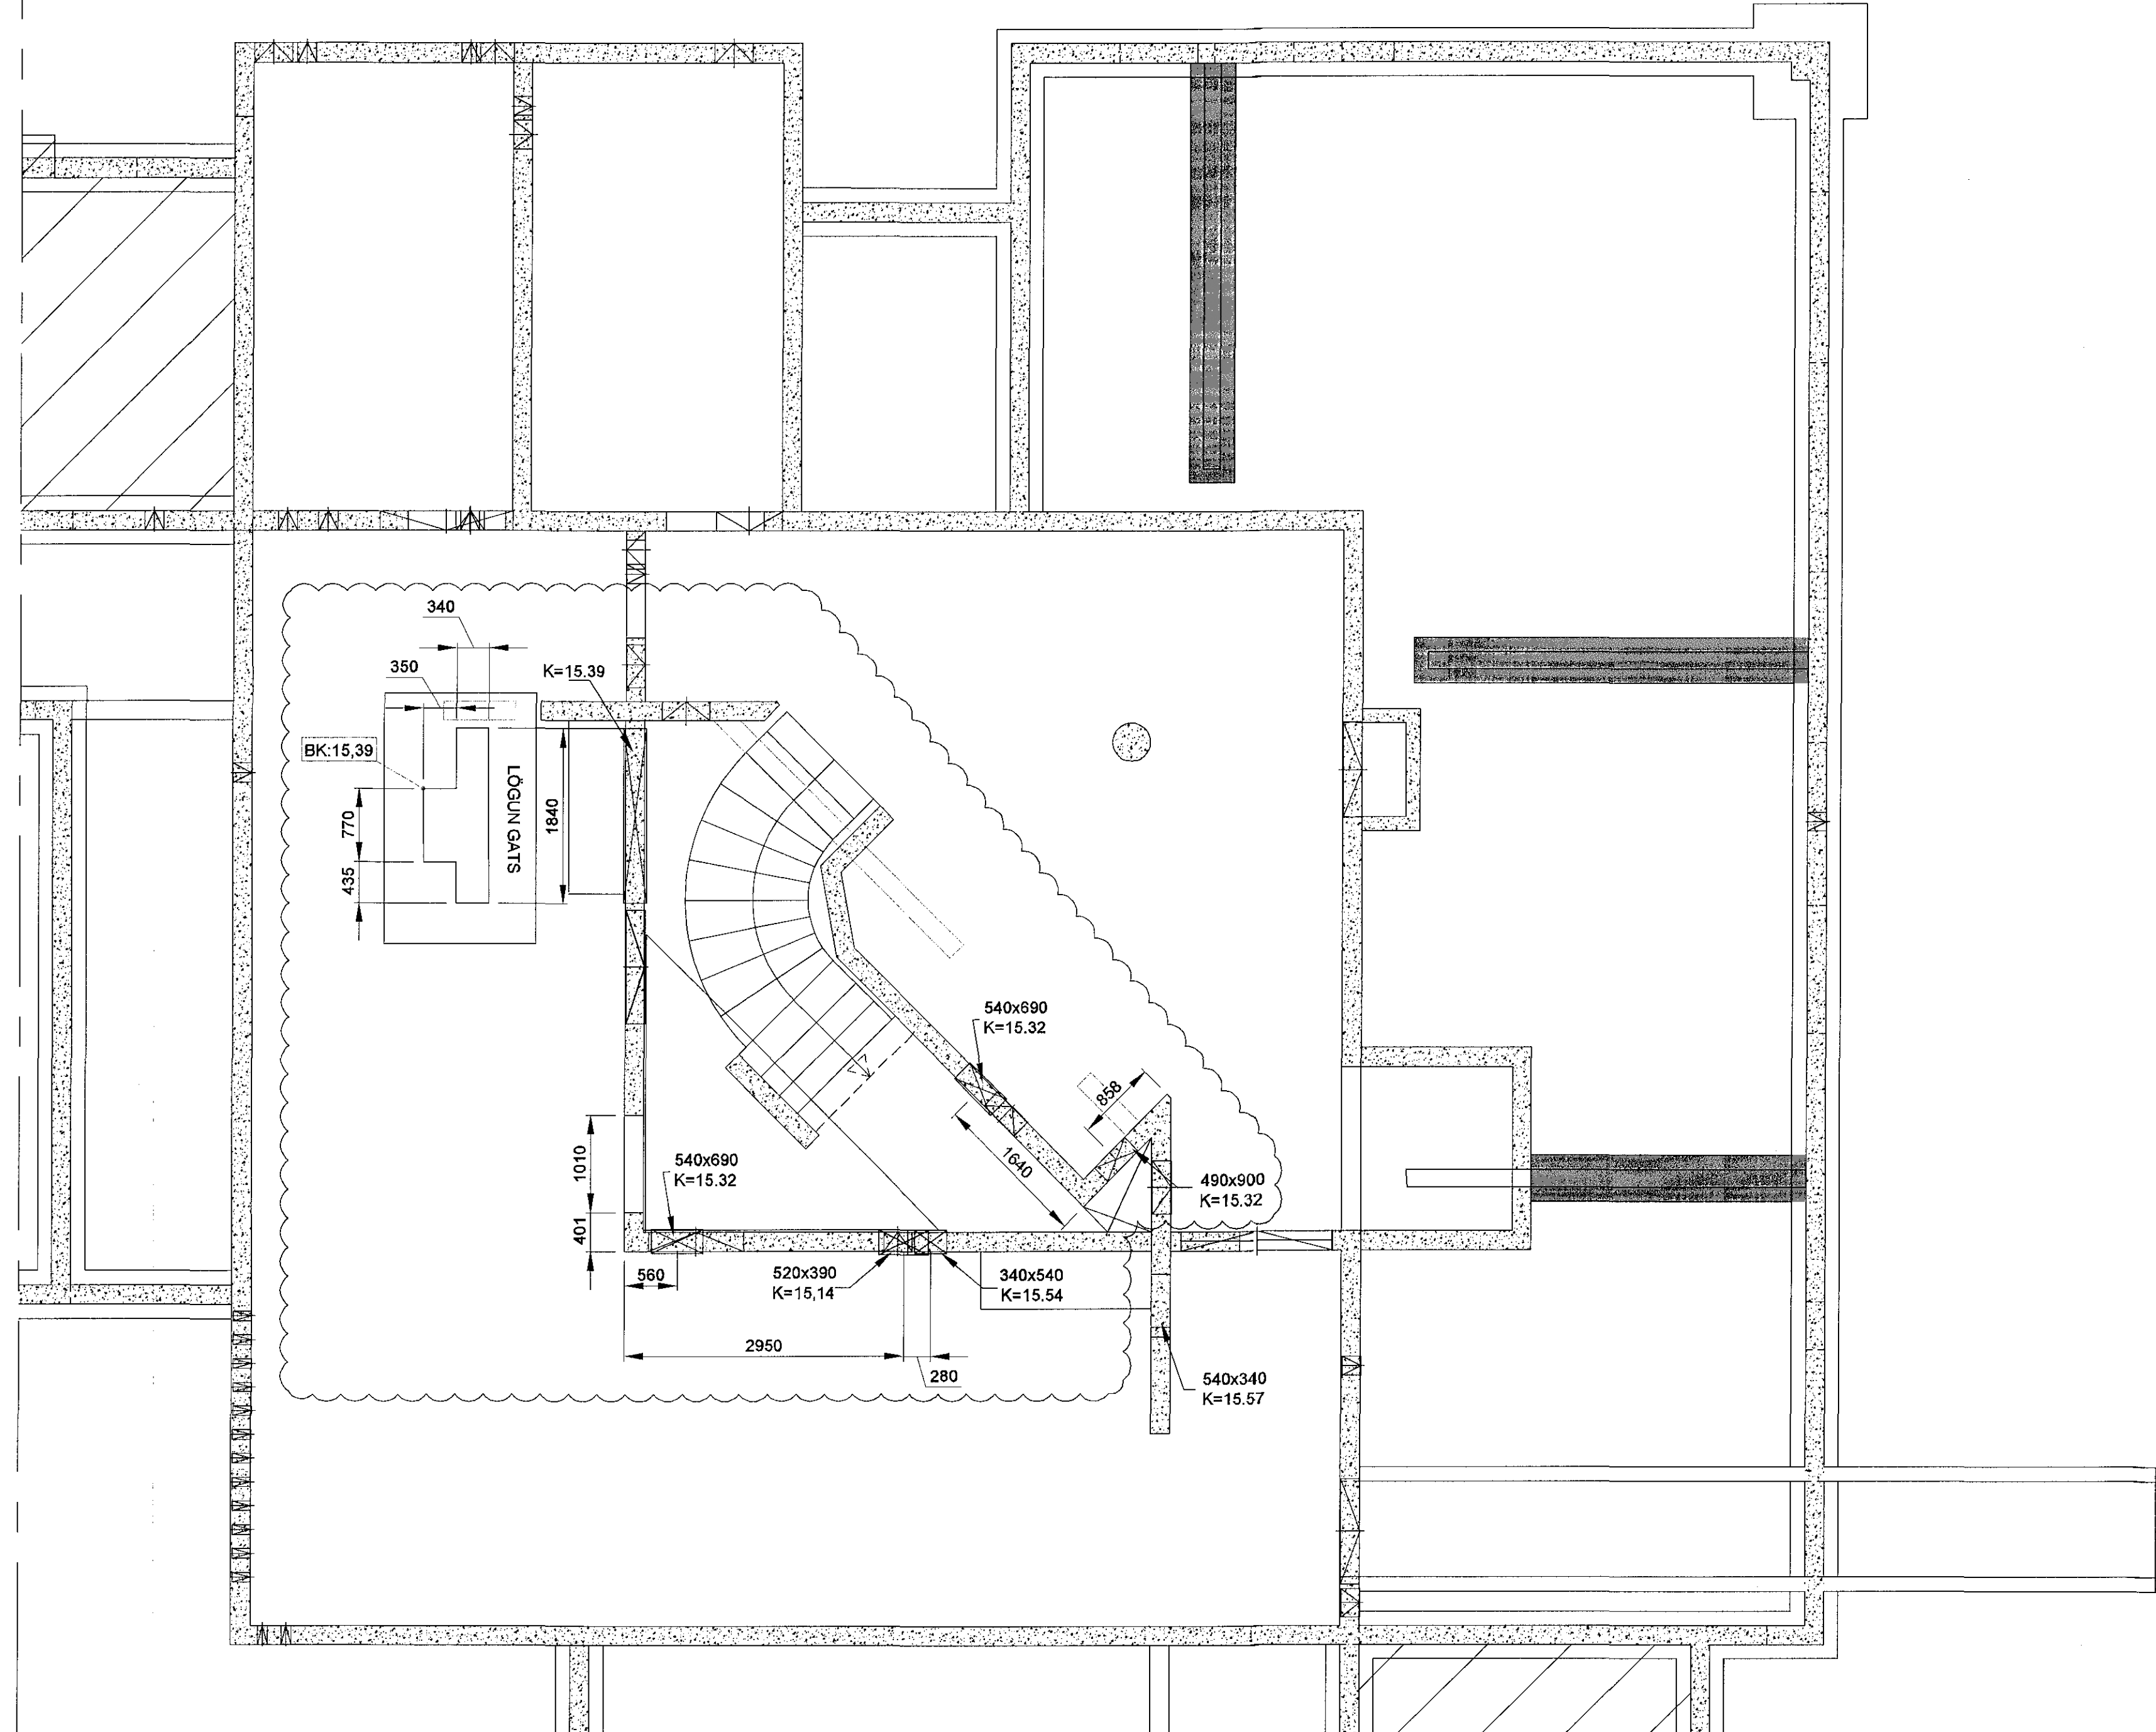 340
350
K=15.39
BK:15,39
LÖGUN GATS
770
1840
435
540x690
K=15.32
858
1640
1010
540x690
K=15.32
490x900
K=15.32
401
560
520x390
K=15,14
340x540
K=15.54
2950
280
540x340
K=15.57